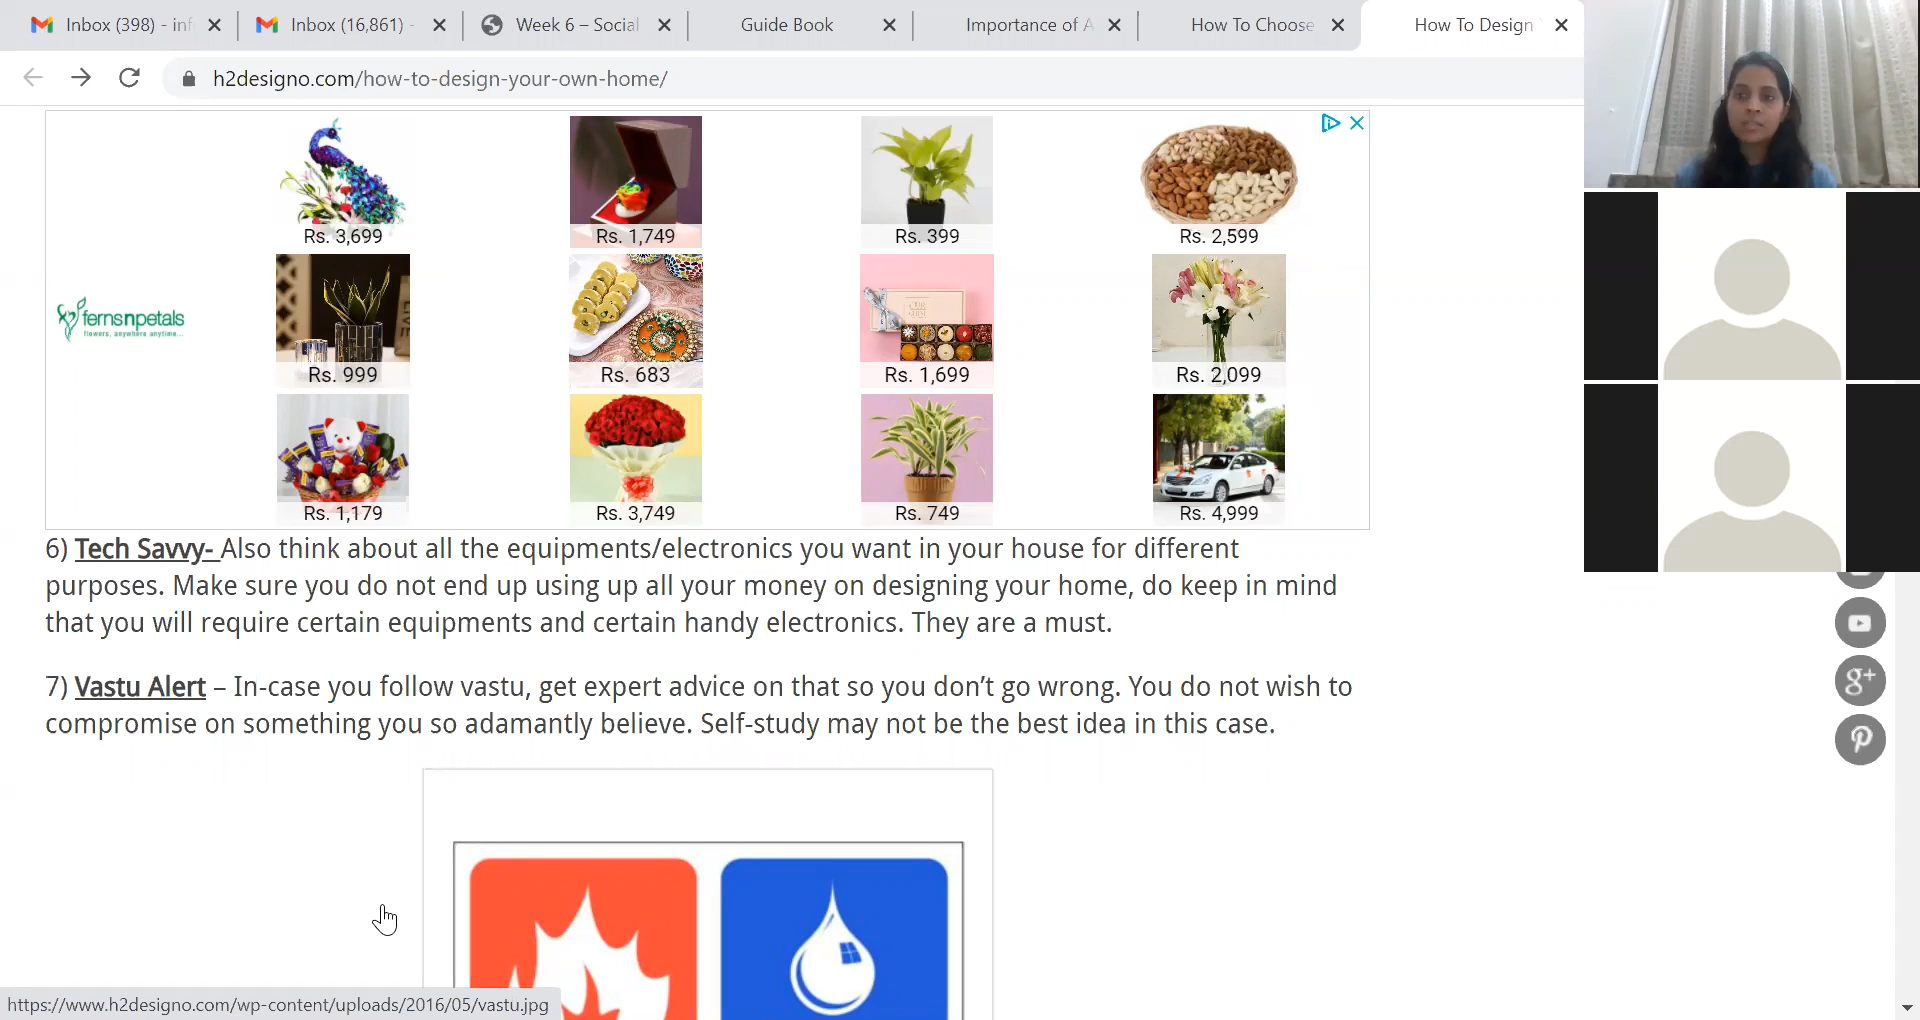 Inbox (398) - inf
Inbox (16,861) -
Week 6 – Social
Guide Book
Importance of A
How To Choose
How To Design
h2designo.com/how-to-design-your-own-home/
Rs. 3,699
Rs. 1,749
Rs. 399
Rs. 2,599
fernsnpetals
flowers, anywhere anytime...
Rs. 999
Rs. 683
Rs. 1,699
Rs. 2,099
Rs. 1,179
Rs. 3,749
Rs. 749
Rs. 4,999
6) Tech Savvy- Also think about all the equipments/electronics you want in your house for different
purposes. Make sure you do not end up using up all your money on designing your home, do keep in mind
that you will require certain equipments and certain handy electronics. They are a must.
7) Vastu Alert – In-case you follow vastu, get expert advice on that so you don’t go wrong. You do not wish to
compromise on something you so adamantly believe. Self-study may not be the best idea in this case.
g+
https://www.h2designo.com/wp-content/uploads/2016/05/vastu.jpg